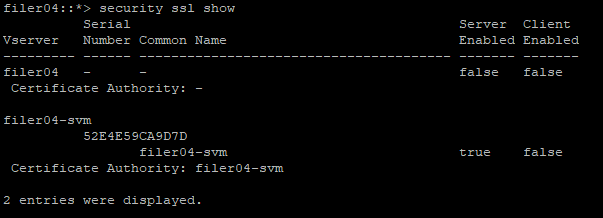 filer04::*> security ssl show
Serial Server Client
Vserver Number Common Name Enabled Enabled
--------- ------ ---------------------------------------- ------- -------
filer04 - - false false
Certificate Authority: -
filer04-svm
52E4E59CA9D7D
filer04-svm true false
Certificate Authority: filer04-svm
2 entries were displayed.